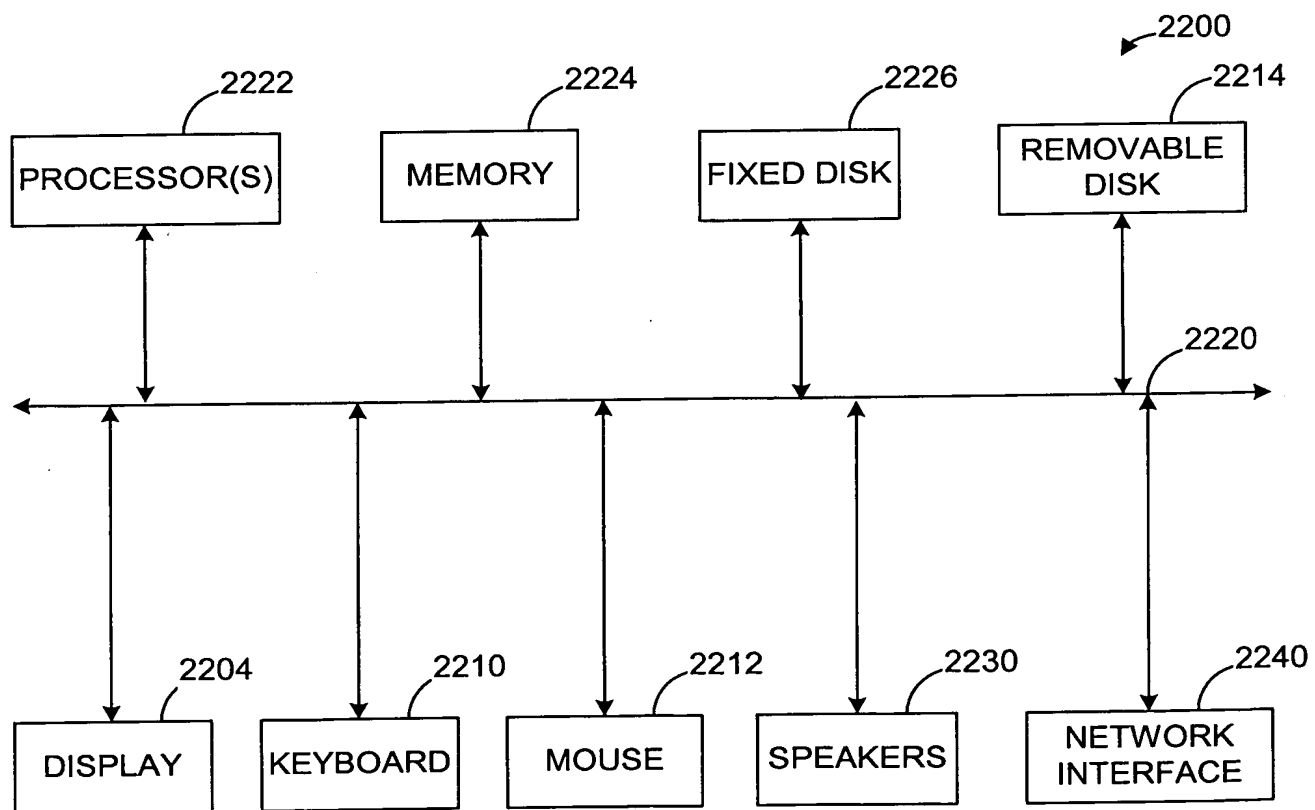 2200
2222
2224
2226
2214
PROCESSOR(S)
MEMORY
FIXED DISK
REMOVABLE
DISK
2220
2204
2210
2212
2230
2240
DISPLAY
KEYBOARD
MOUSE
SPEAKERS
NETWORK
INTERFACE